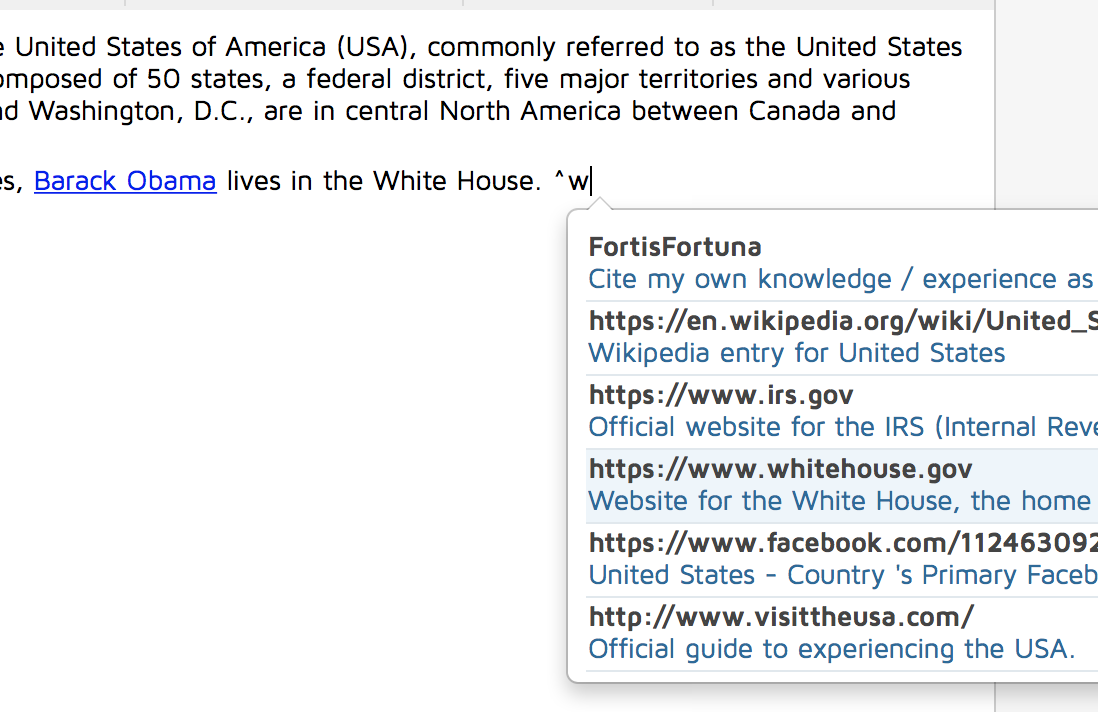 United States of America (USA), commonly referred to as the United States
of 50 states, a federal district, five major territories and various
Washington, D.C., are in central North America between Canada and
Barack Obama lives in the White House. ^w
FortisFortuna
Cite my own knowledge / experience as
https://en.wikipedia.org/wiki/United_S
Wikipedia entry for United States
https://www.irs.gov
Official website for the IRS (Internal Reve
https://www.whitehouse.gov
Website for the White House, the home
https://www.facebook.com/112463092
United States - Country 's Primary Faceb
http://www.visittheusa.com/
Official guide to experiencing the USA.